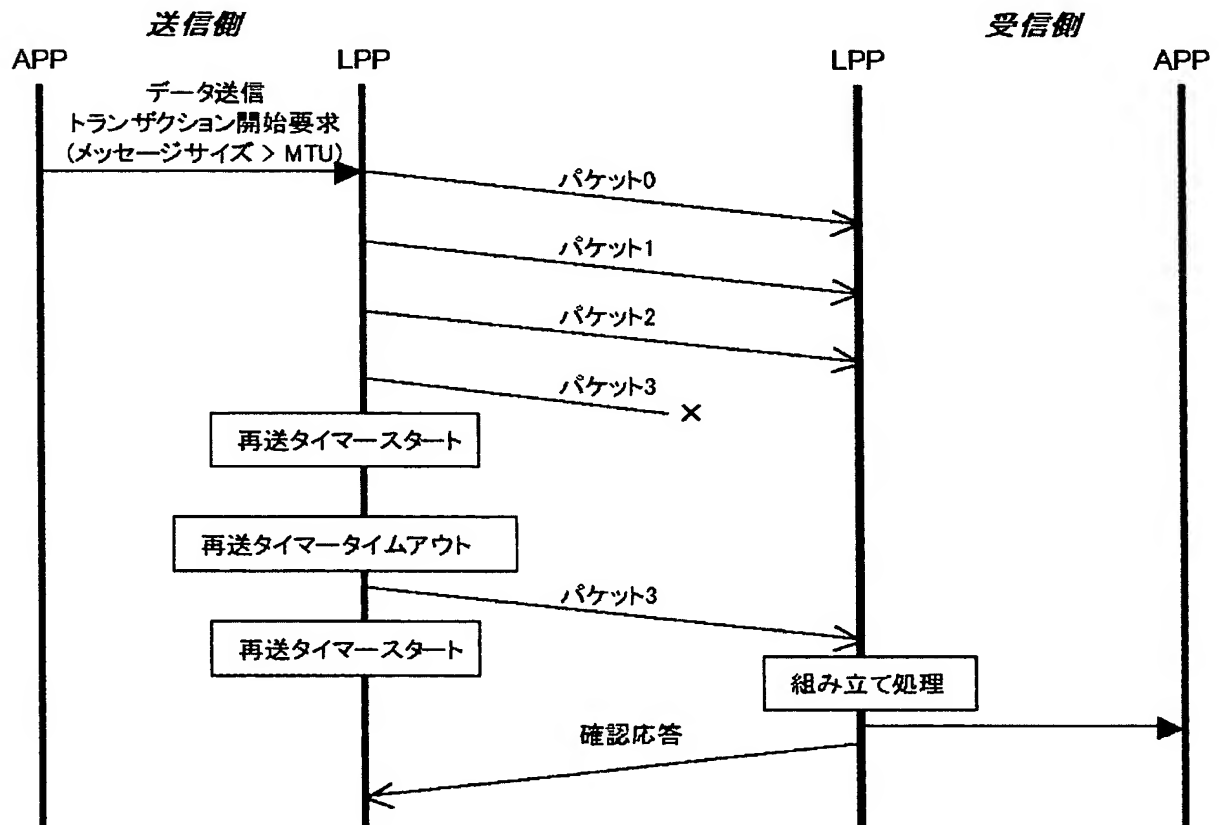 送信側
受信側
APP
LPP
LPP
APP
データ送信
トランザクション開始要求
(メッセージサイズ > MTU)
パケット0
パケット1
パケット2
パケット3
×
再送タイマースタート
再送タイマータイムアウト
パケット3
再送タイマースタート
組み立て処理
確認応答